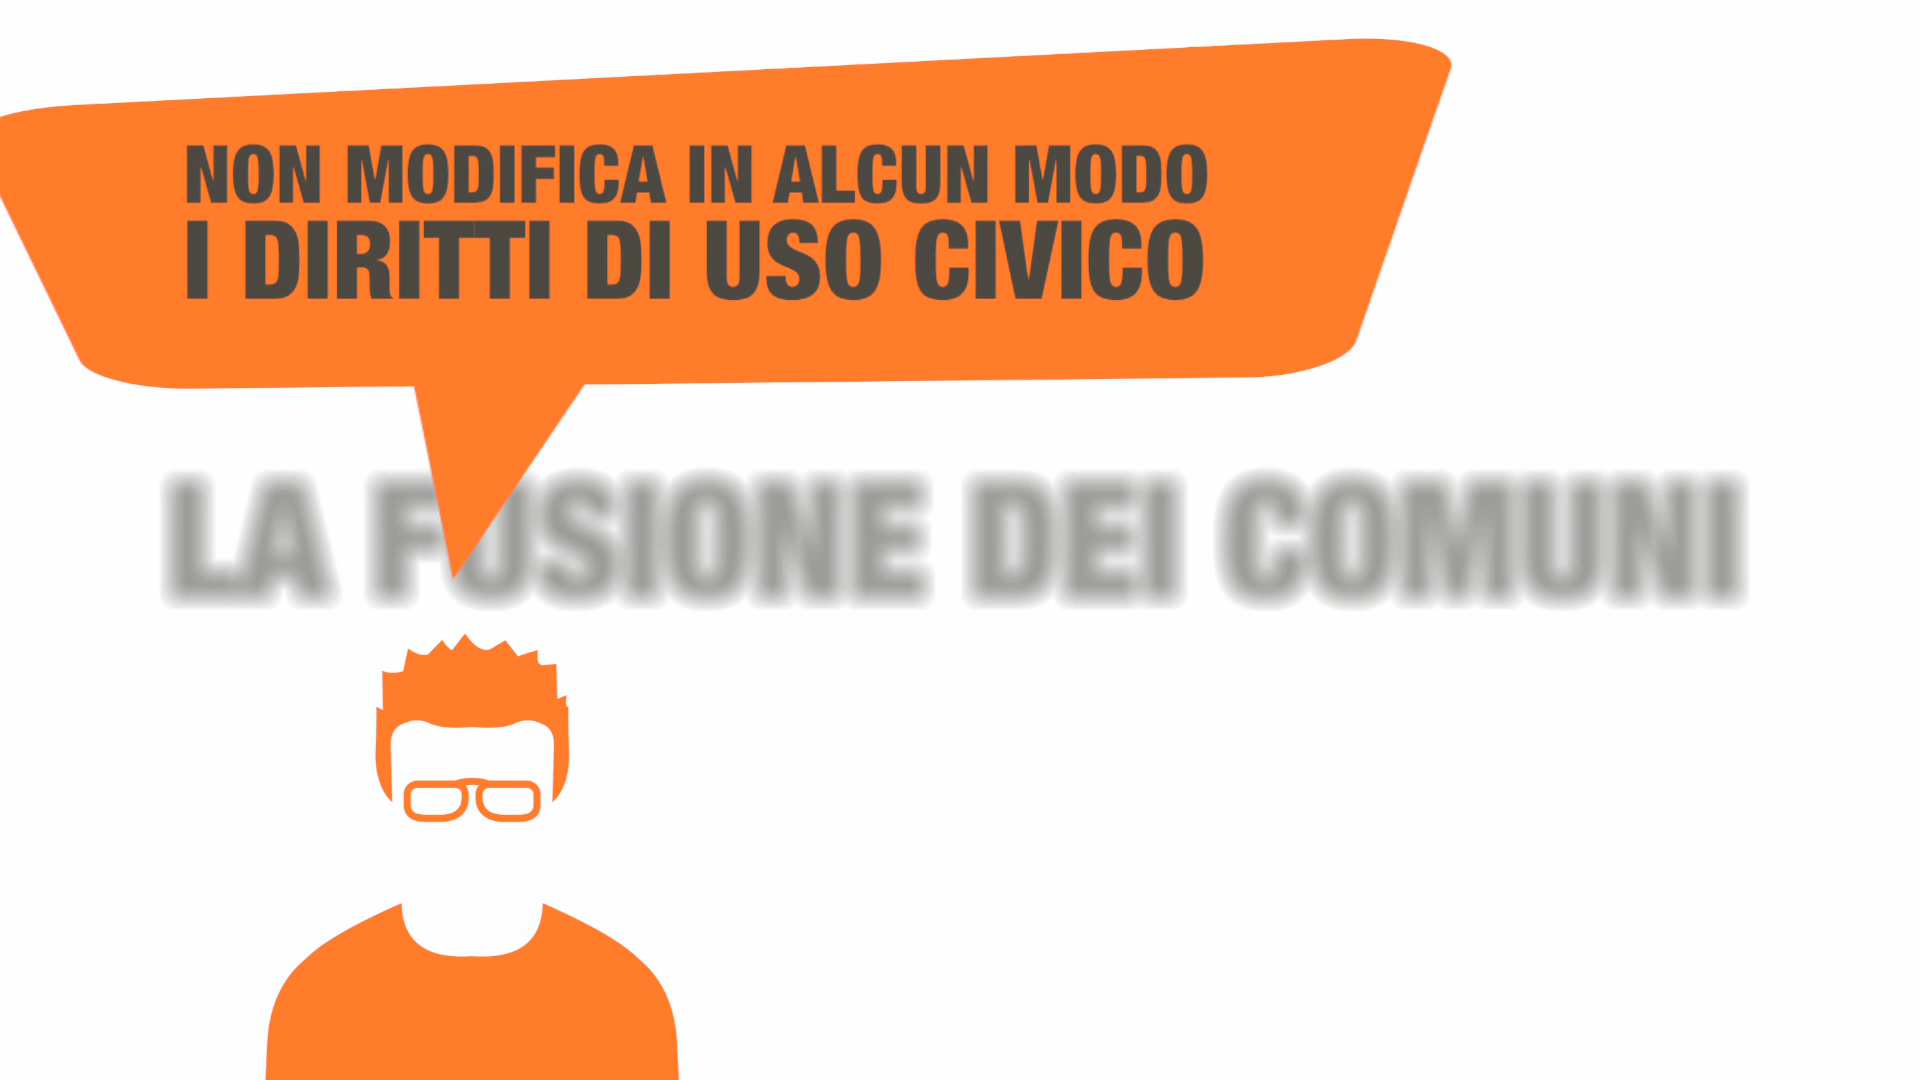 NON MODIFICA IN ALCUN MODO
I DIRITTI DI USO CIVICO
LA FUSIONE DEI COMUNI